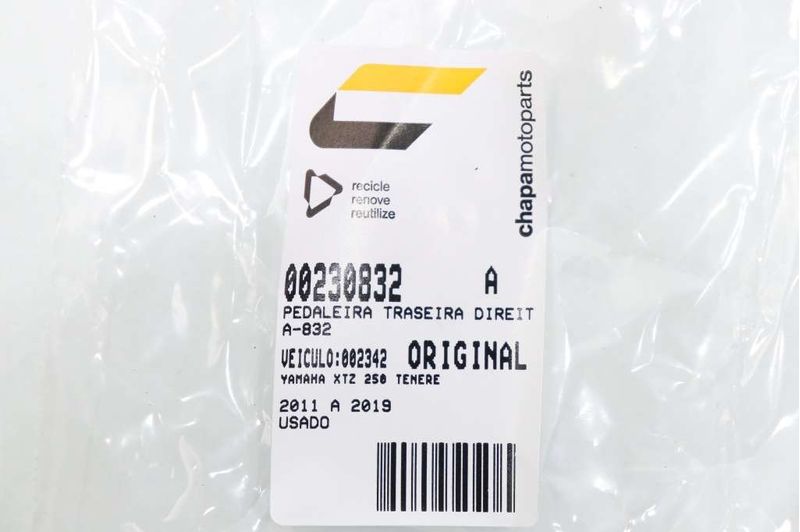 chapamotoparts
recicle
renove
reutilize
00230832 A
PEDALEIRA TRASEIRA DIREIT
A-832
VEICULO:002342 ORIGINAL
YAMAHA XTZ 250 TENERE
2011 A 2019
USADO